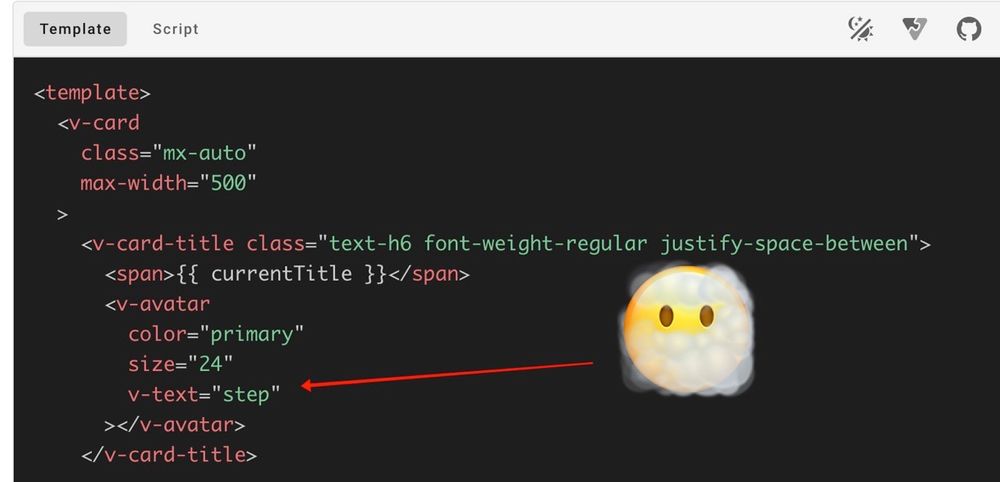 Template Script
<template>
<v-card
class="mx-auto"
max-width="500"
>
<v-card-title class="text-h6 font-weight-regular justify-space-between">
<span>{{ currentTitle }}</span>
<v-avatar
color="primary"
size="24"
v-text="step"
></v-avatar>
</v-card-title>